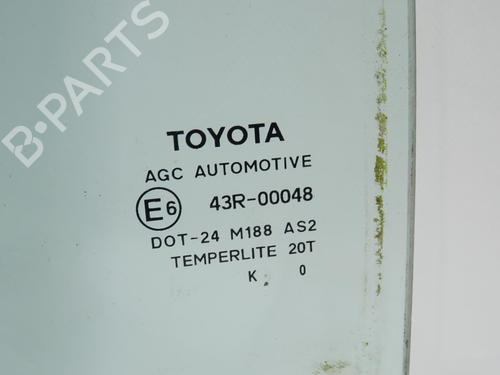 B-PARTS
TOYOTA
AGC AUTOMOTIVE
E6 43R-00048
DOT-24 M188 AS2
TEMPERLITE 20T
K 0